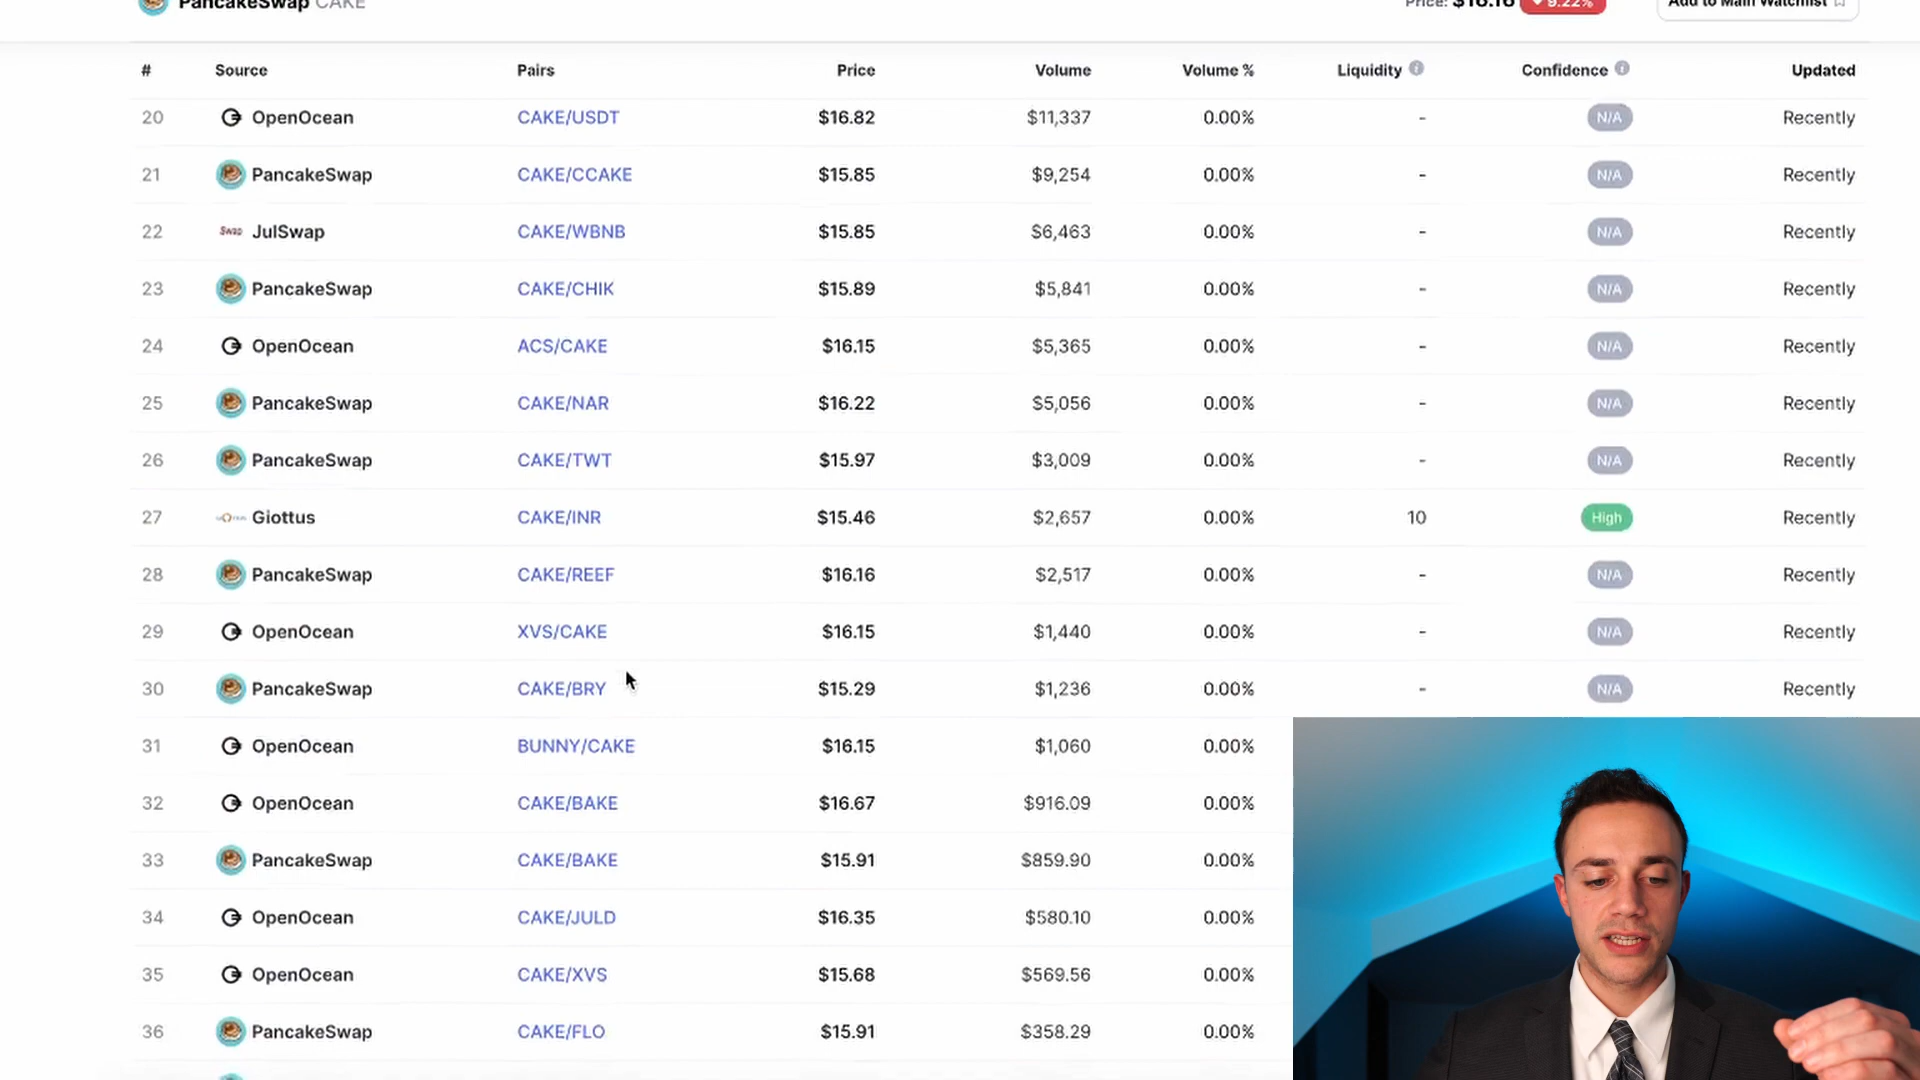 PancakeSwap CAKE Price: $16.16 9.22% Add to Main Watchlist
# Source Pairs Price Volume Volume % Liquidity Confidence Updated
20 OpenOcean CAKE/USDT $16.82 $11,337 0.00% - N/A Recently
21 PancakeSwap CAKE/CCAKE $15.85 $9,254 0.00% - N/A Recently
22 Swap JulSwap CAKE/WBNB $15.85 $6,463 0.00% - N/A Recently
23 PancakeSwap CAKE/CHIK $15.89 $5,841 0.00% - N/A Recently
24 OpenOcean ACS/CAKE $16.15 $5,365 0.00% - N/A Recently
25 PancakeSwap CAKE/NAR $16.22 $5,056 0.00% - N/A Recently
26 PancakeSwap CAKE/TWT $15.97 $3,009 0.00% - N/A Recently
27 Giottus CAKE/INR $15.46 $2,657 0.00% 10 High Recently
28 PancakeSwap CAKE/REEF $16.16 $2,517 0.00% - N/A Recently
29 OpenOcean XVS/CAKE $16.15 $1,440 0.00% - N/A Recently
30 PancakeSwap CAKE/BRY $15.29 $1,236 0.00% - N/A Recently
31 OpenOcean BUNNY/CAKE $16.15 $1,060 0.00%
32 OpenOcean CAKE/BAKE $16.67 $916.09 0.00%
33 PancakeSwap CAKE/BAKE $15.91 $859.90 0.00%
34 OpenOcean CAKE/JULD $16.35 $580.10 0.00%
35 OpenOcean CAKE/XVS $15.68 $569.56 0.00%
36 PancakeSwap CAKE/FLO $15.91 $358.29 0.00%